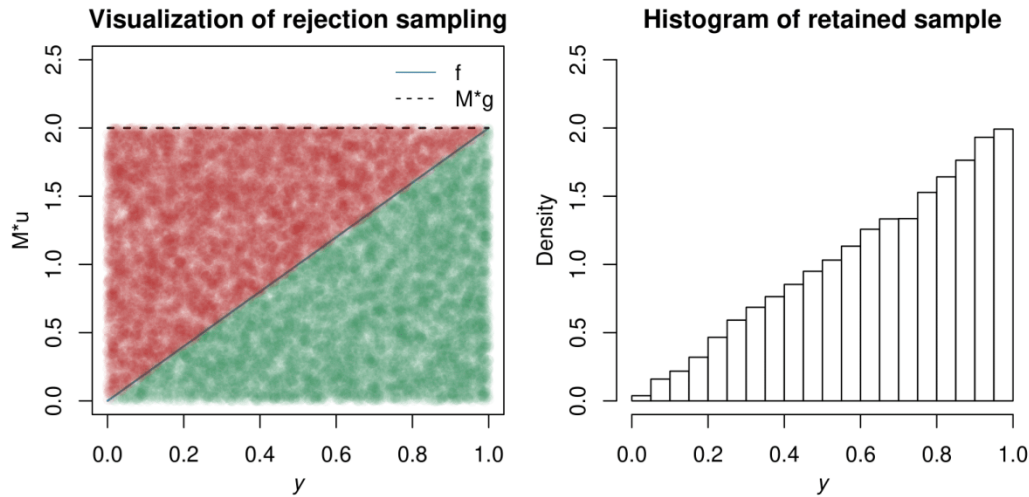 Visualization of rejection sampling
2.5
2.0
1.5
1.0
0.5
0.0
M*u
f
M*g
0.0 0.2 0.4 0.6 0.8 1.0
y
Histogram of retained sample
2.5
2.0
1.5
1.0
0.5
0.0
Density
0.0 0.2 0.4 0.6 0.8 1.0
y